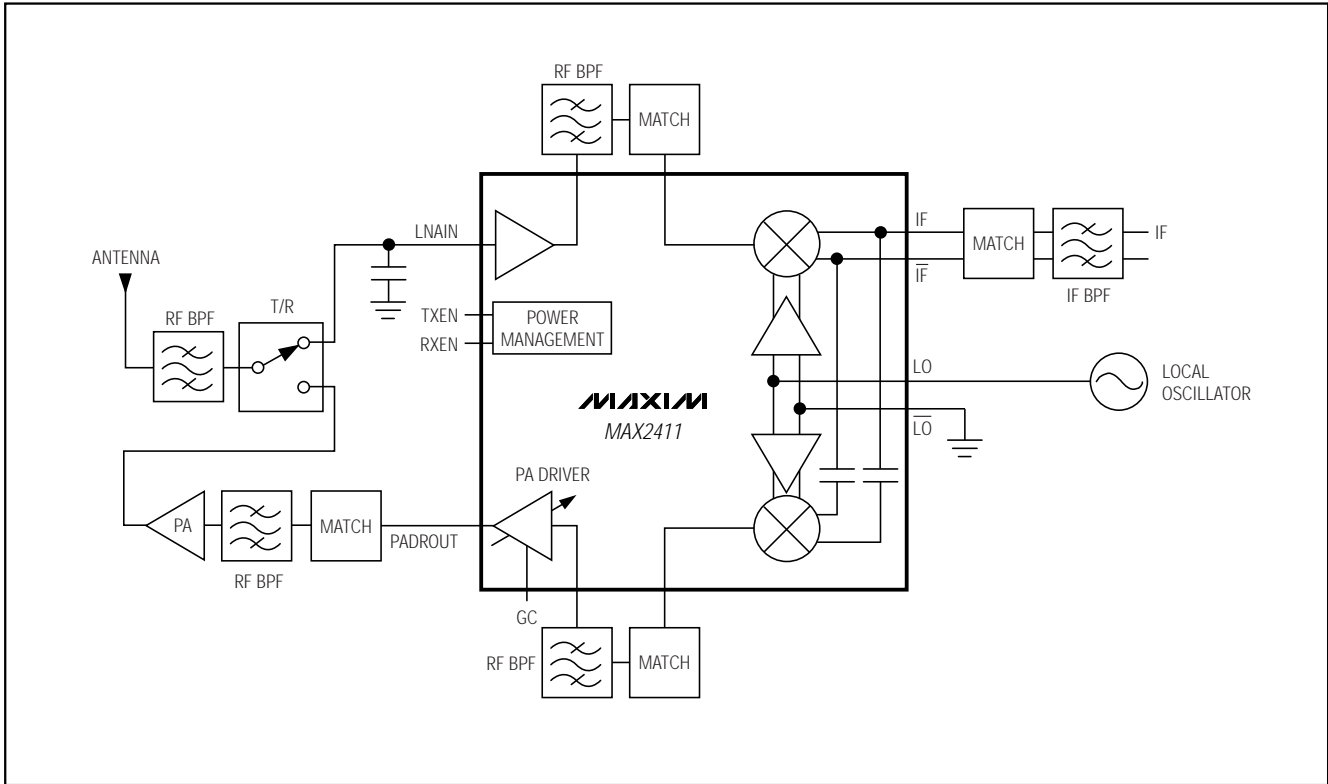 RF BPF
MATCH
LNAIN
IF
MATCH
IF
ANTENNA
IF
T/R
IF BPF
RF BPF
TXEN
POWER
MANAGEMENT
RXEN
LO
LOCAL
OSCILLATOR
MAXIM
MAX2411
LO
PA DRIVER
PA
MATCH
PADROUT
RF BPF
GC
RF BPF
MATCH